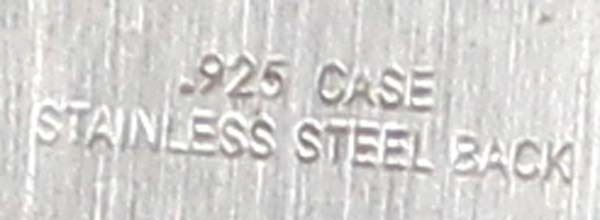 .925 CASE
STAINLESS STEEL BACK